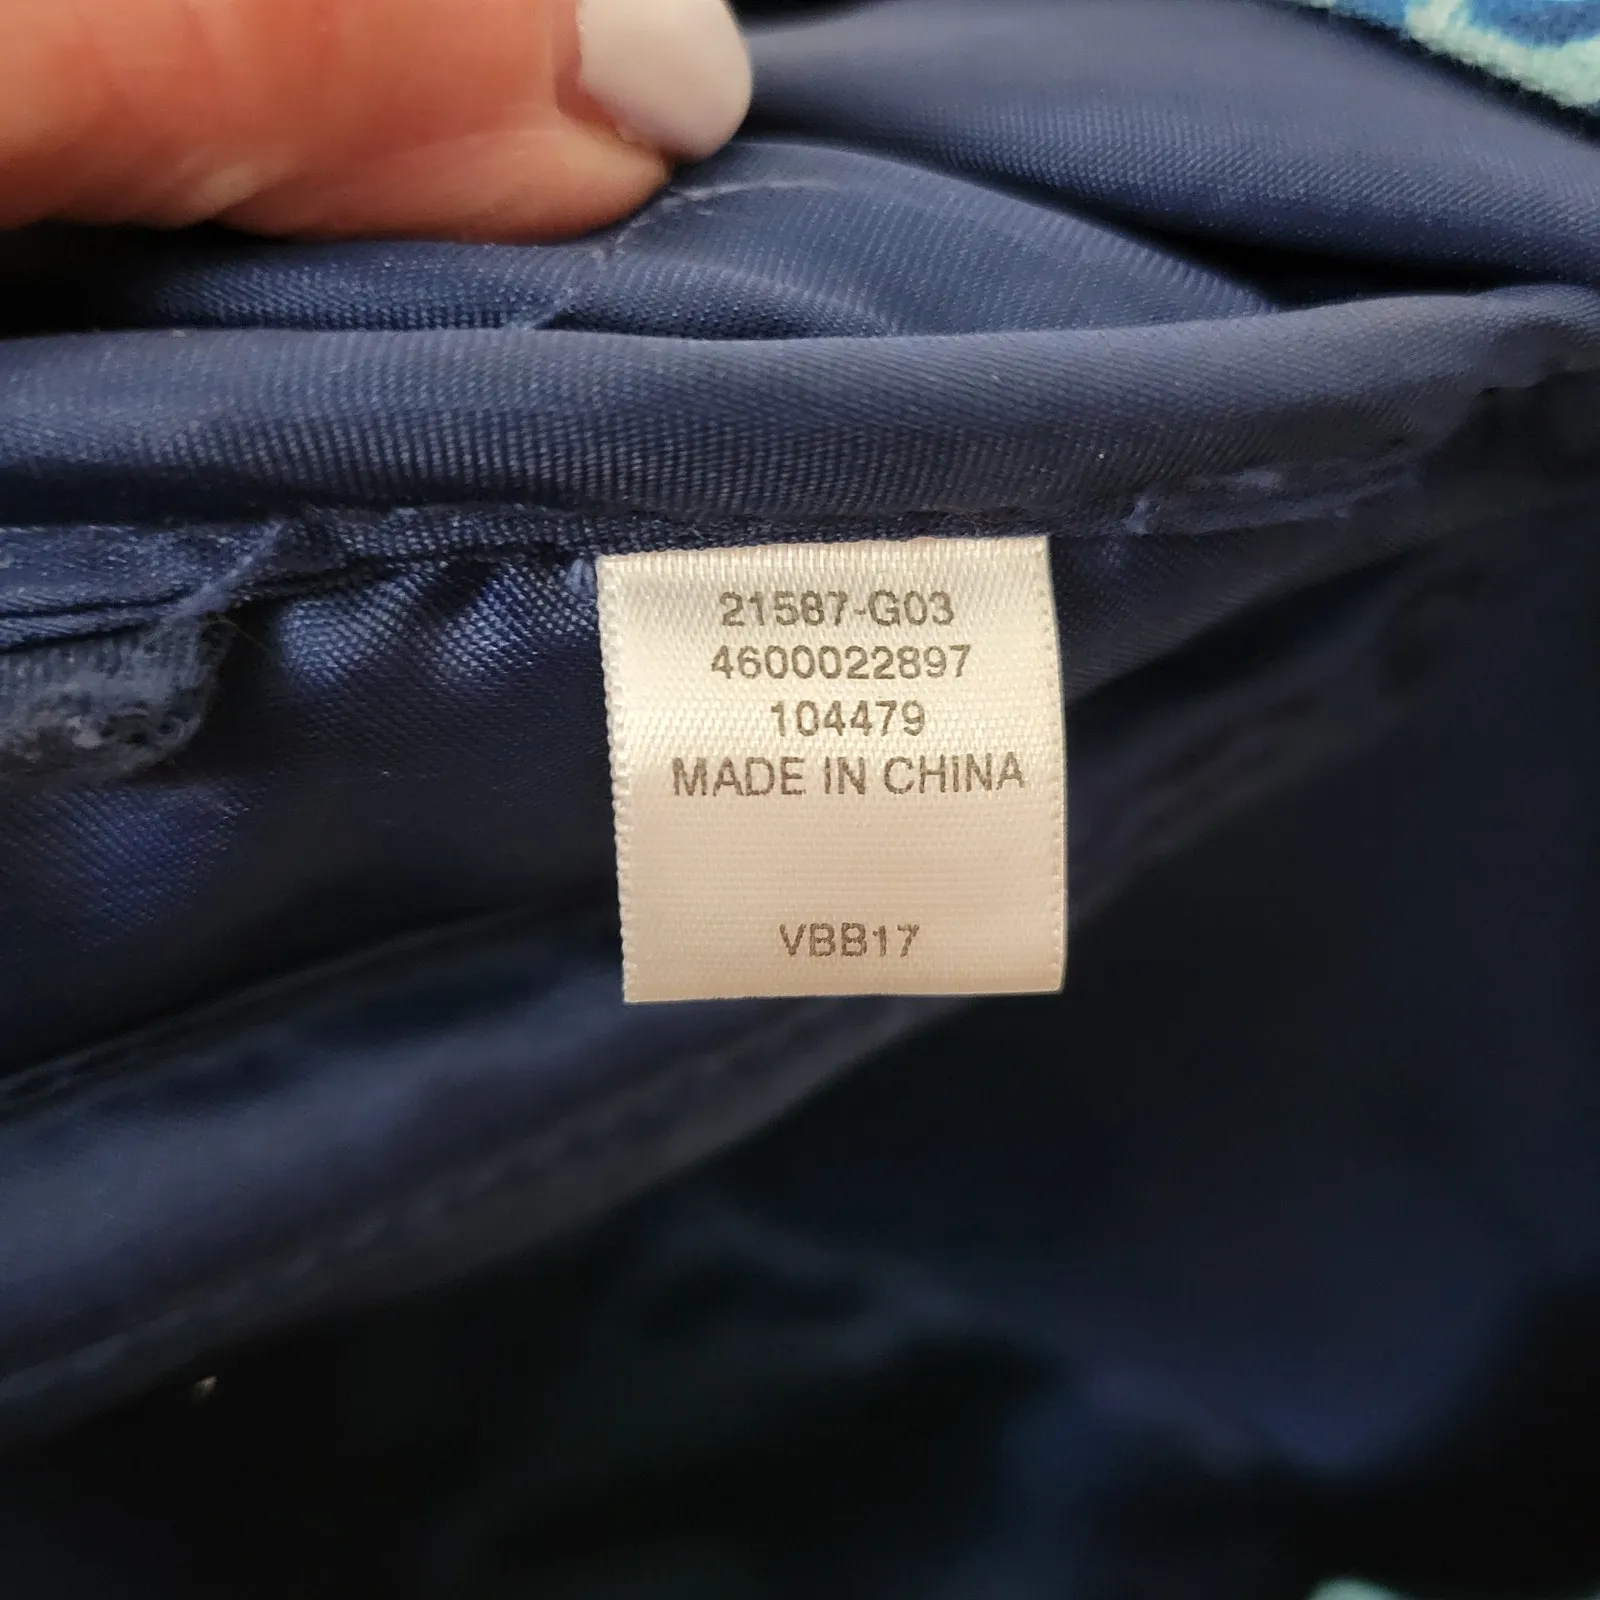 21587-G03
4600022897
104479
MADE IN CHINA
VBB17